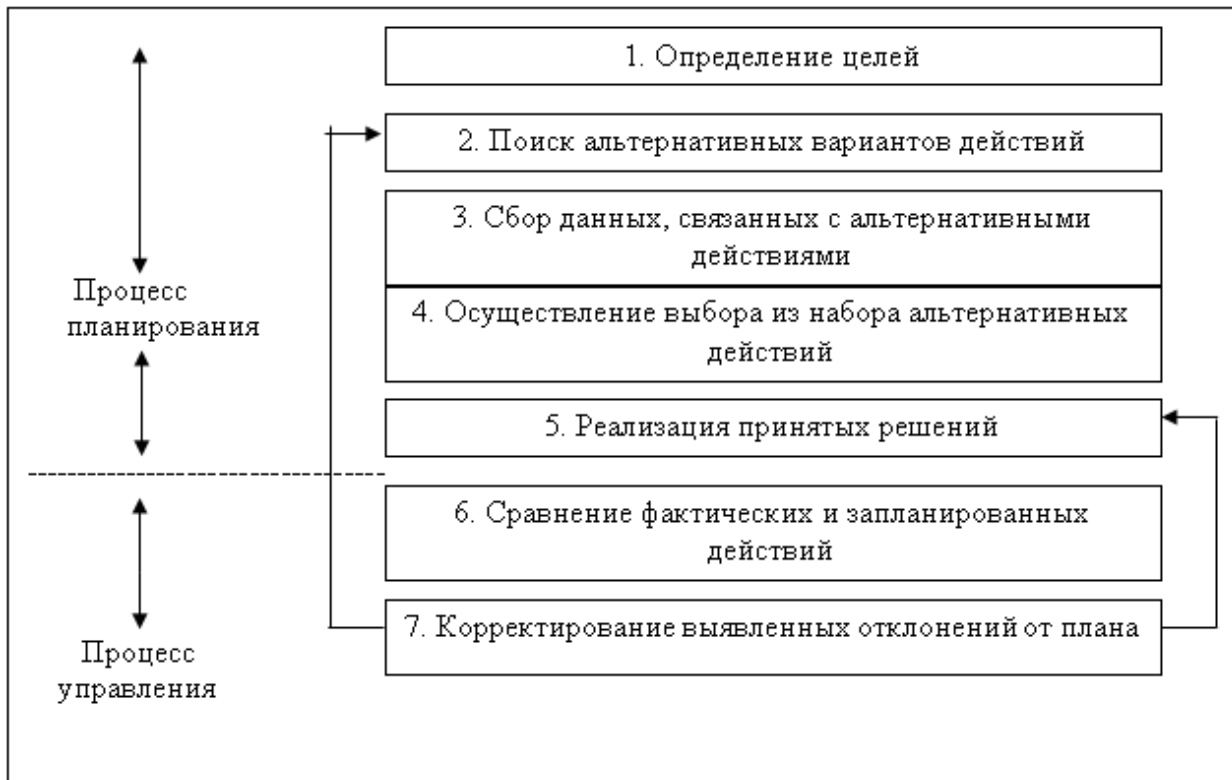 1. Определение целей
2. Поиск альтернативных вариантов действий
3. Сбор данных, связанных с альтернативными
действиями
Процесс
планирования
4. Осуществление выбора из набора альтернативных
действий
5. Реализация принятых решений
6. Сравнение фактических и запланированных
действий
7. Корректирование выявленных отклонений от плана
Процесс
управления